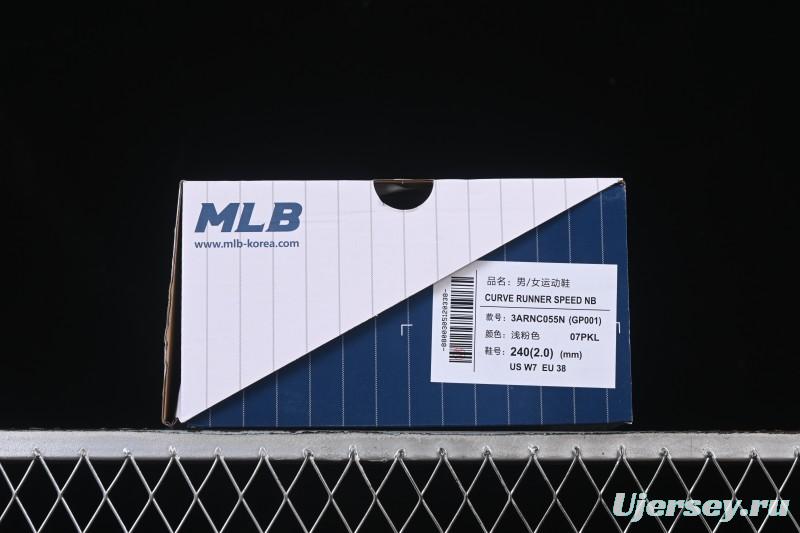 MLB
www.mlb-korea.com
品名：男/女运动鞋
CURVE RUNNER SPEED NB
款号：3ARNC055N (GP001)
颜色：浅粉色 07PKL
鞋号：240(2.0) (mm)
US W7 EU 38
Ujersey.ru